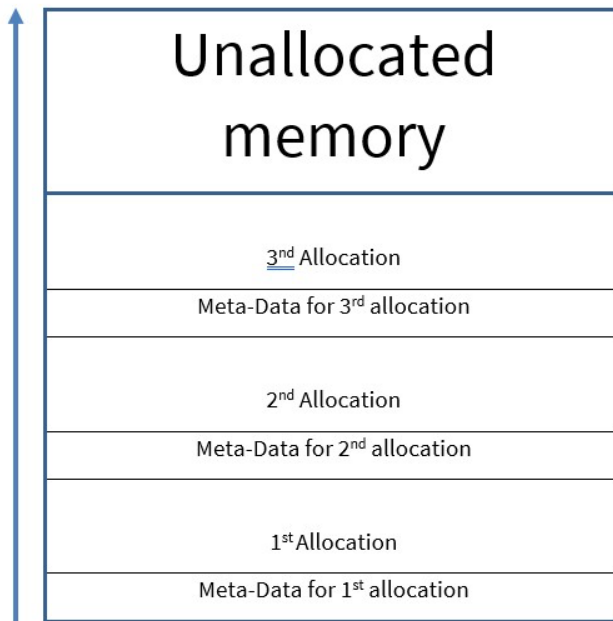 Unallocated
memory
3nd Allocation
Meta-Data for 3rd allocation
2nd Allocation
Meta-Data for 2nd allocation
1st Allocation
Meta-Data for 1st allocation